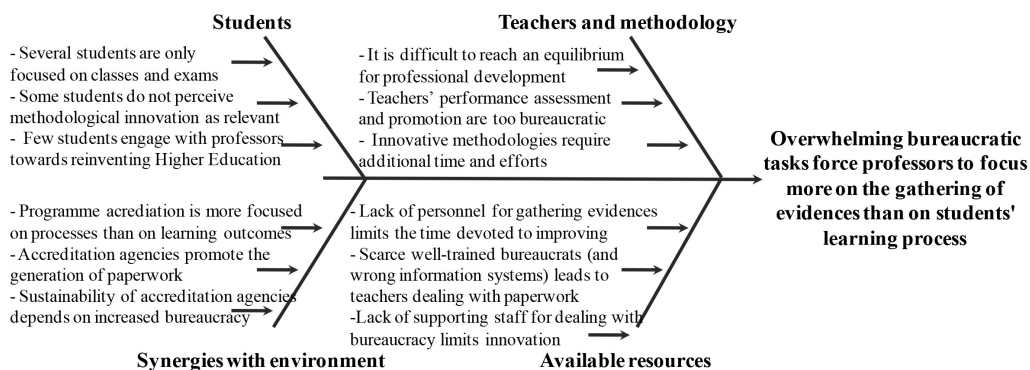 Students
- Several students are only
focused on classes and exams
- Some students do not perceive
methodological innovation as relevant
- Few students engage with professors
towards reinventing Higher Education
Teachers and methodology
- It is difficult to reach an equilibrium
for professional development
- Teachers' performance assessment
and promotion are too bureaucratic
- Innovative methodologies require
additional time and efforts
Overwhelming bureaucratic
tasks force professors to focus
more on the gathering of
evidences than on students'
learning process
- Programme acrediation is more focused
on processes than on learning outcomes
- Accreditation agencies promote the
generation of paperwork
- Sustainability of accreditation agencies
depends on increased bureaucracy
Synergies with environment
- Lack of personnel for gathering evidences
limits the time devoted to improving
- Scarce well-trained bureaucrats (and
wrong information systems) leads to
teachers dealing with paperwork
-Lack of supporting staff for dealing with
bureaucracy limits innovation
Available resources